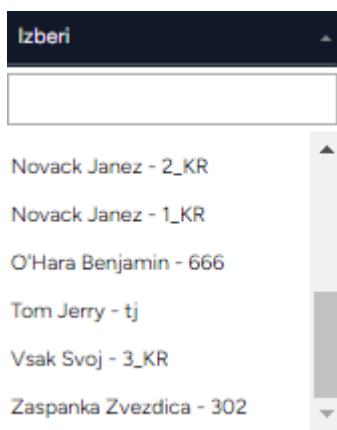 Izberi
Novack Janez - 2_KR
Novack Janez - 1_KR
O'Hara Benjamin - 666
Tom Jerry - tj
Vsak Svoj - 3_KR
Zaspanka Zvezdica - 302